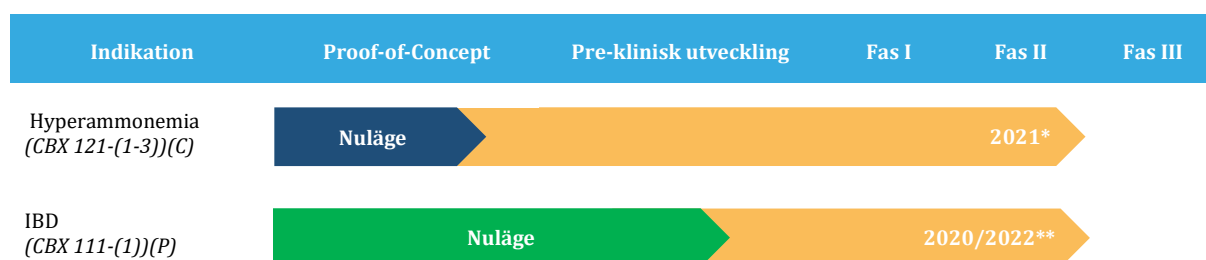 Indikation Proof-of-Concept Pre-klinisk utveckling Fas I Fas II Fas III
Hyperammonemia
(CBX 121-(1-3))(C)
Nuläge 2021*
IBD
(CBX 111-(1))(P)
Nuläge 2020/2022**